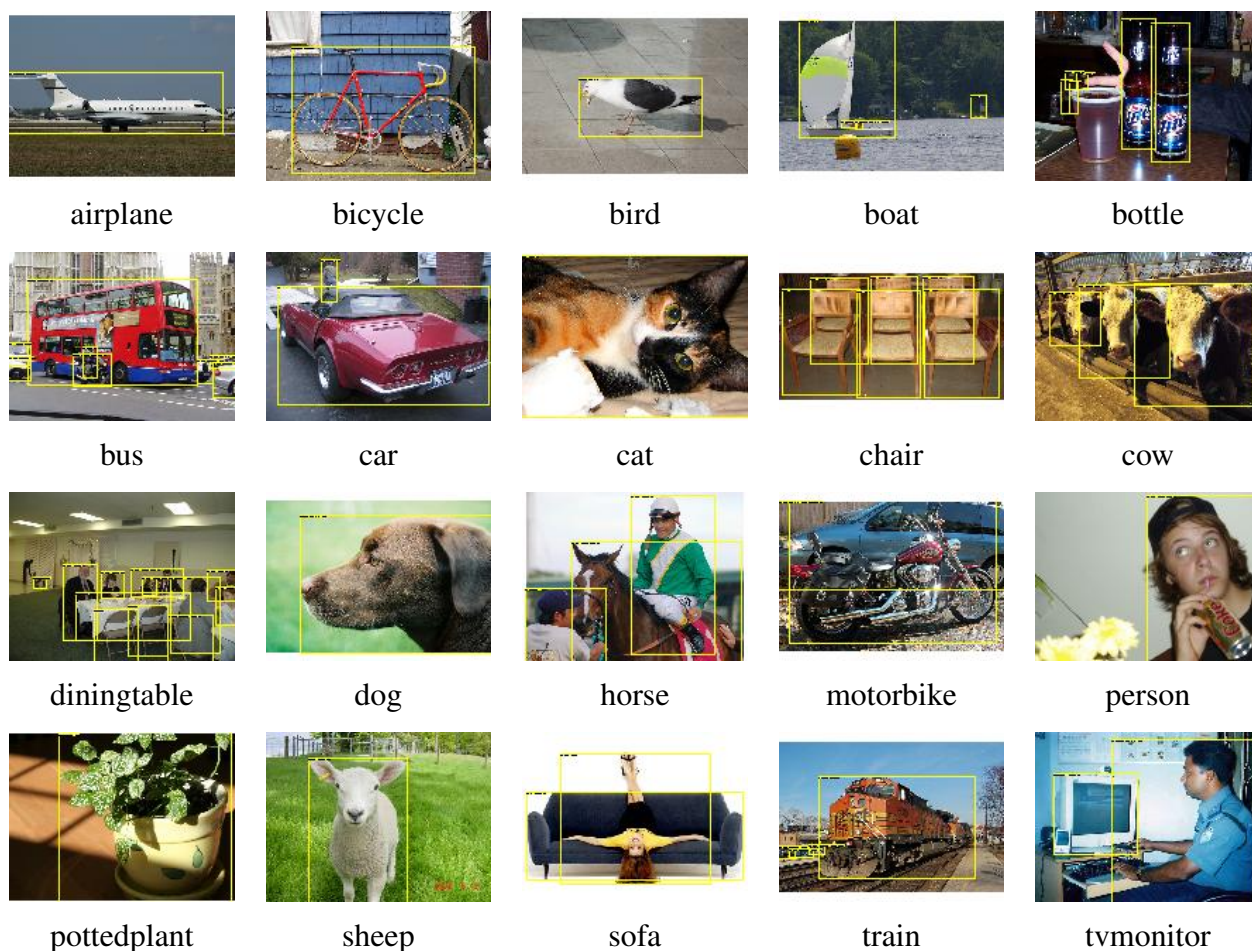 airplane bicycle bird boat bottle
bus car cat chair cow
diningtable dog horse motorbike person
pottedplant sheep sofa train tvmonitor